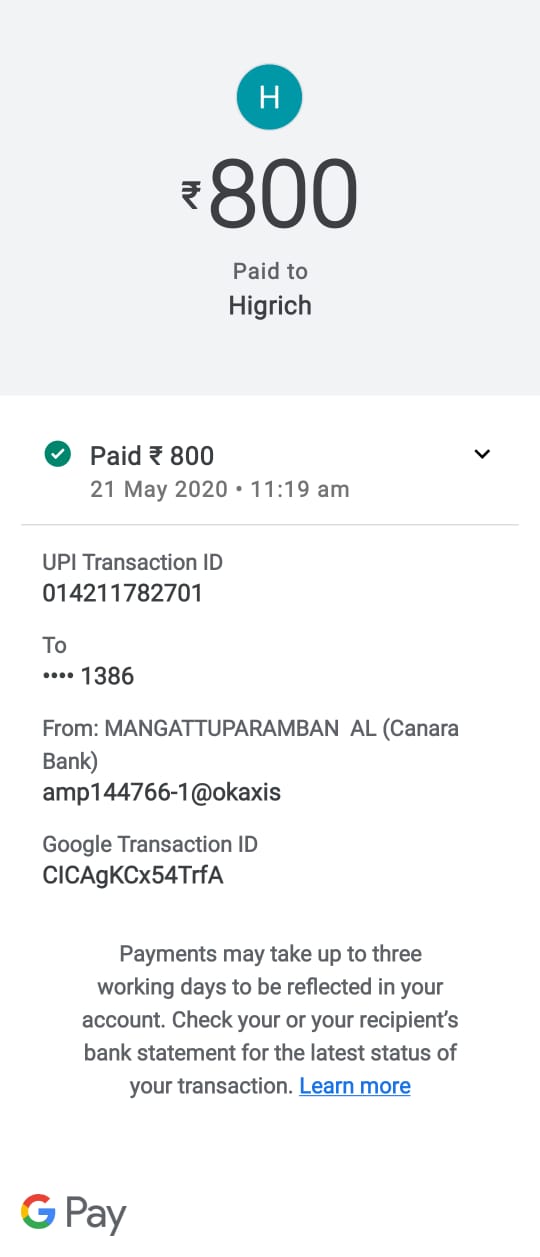 H
₹800
Paid to
Higrich
Paid ₹ 800
21 May 2020 • 11:19 am
UPI Transaction ID
014211782701
To
•••• 1386
From: MANGATTUPARAMBAN  AL (Canara
Bank)
amp144766-1@okaxis
Google Transaction ID
CICAgKCx54TrfA
Payments may take up to three
working days to be reflected in your
account. Check your or your recipient’s
bank statement for the latest status of
your transaction. Learn more
G Pay